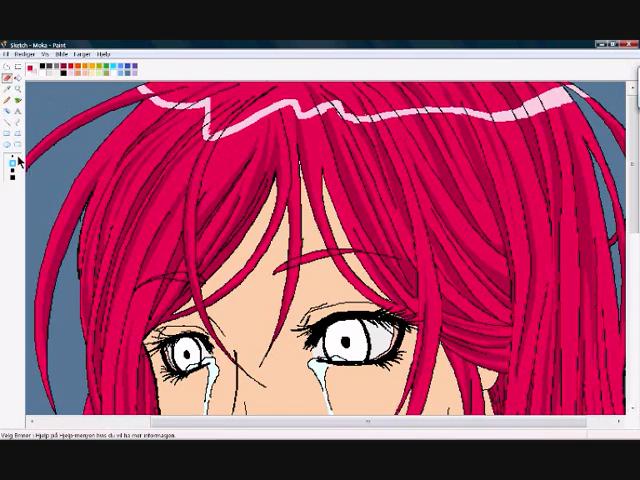 Sketch - Moka - Paint
Fil Rediger Vis Bilde Farger Hjelp
Velg Emner i Hjelp på Hjelp-menyen hvis du vil ha mer informasjon.